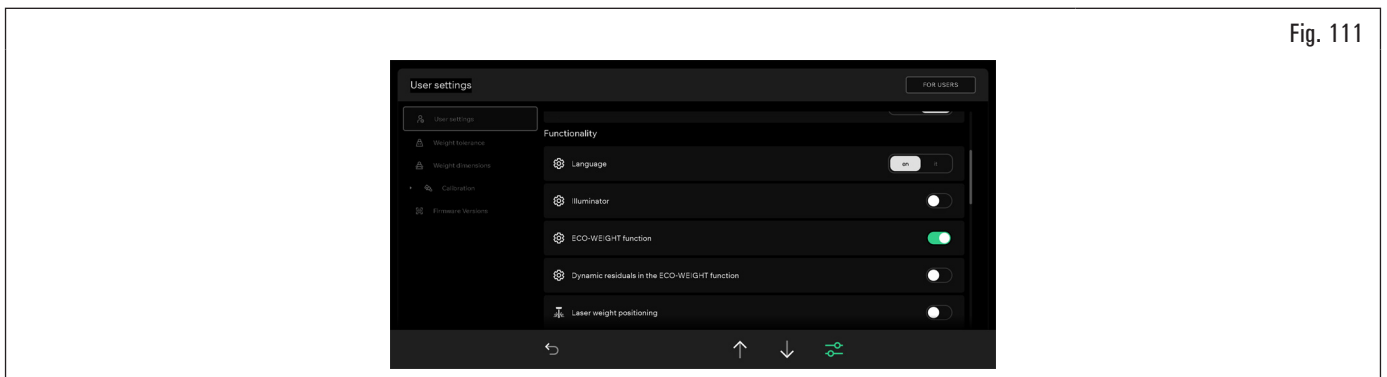 Fig. 111
User settings
FOR USERS
User settings
Weight tolerance
Weight dimensions
Calibration
Firmware Versions
Functionality
Language
en it
Illuminator
ECO-WEIGHT function
Dynamic residuals in the ECO-WEIGHT function
Laser weight positioning